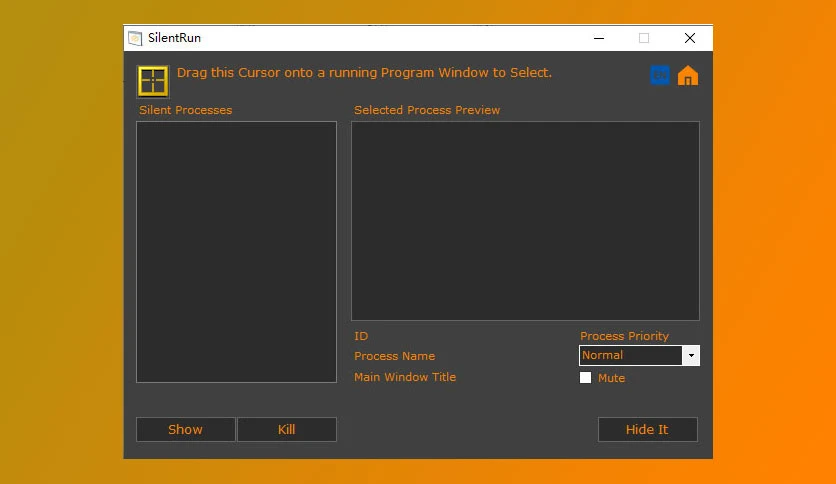 SilentRun
Drag this Cursor onto a running Program Window to Select.
Silent Processes
Selected Process Preview
ID
Process Priority
Process Name
Normal
Main Window Title
Mute
Show
Kill
Hide It